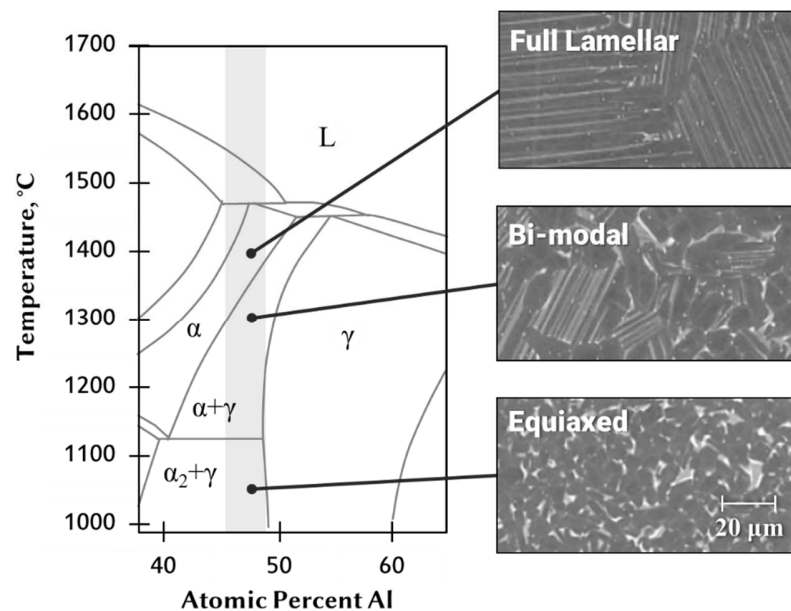 1700
1600
1500
1400
1300
1200
1100
1000
Temperature, °C
L
α
γ
α+γ
α₂+γ
40
50
60
Atomic Percent Al
Full Lamellar
Bi-modal
Equiaxed
20 µm